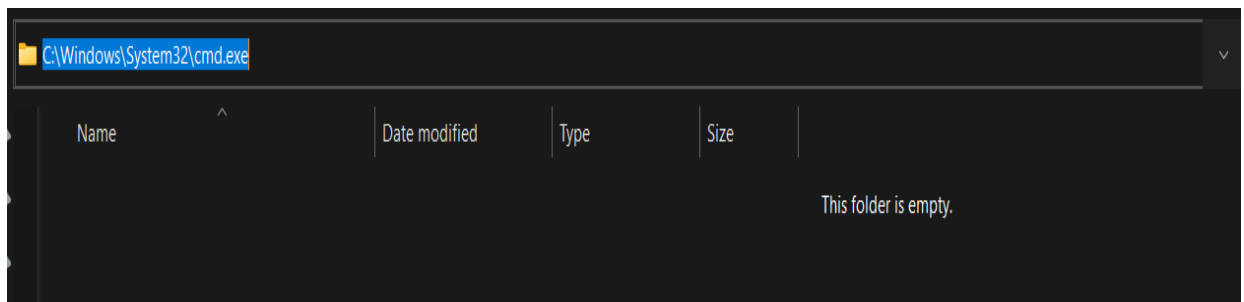 C:\Windows\System32\cmd.exe
Name Date modified Type Size
This folder is empty.